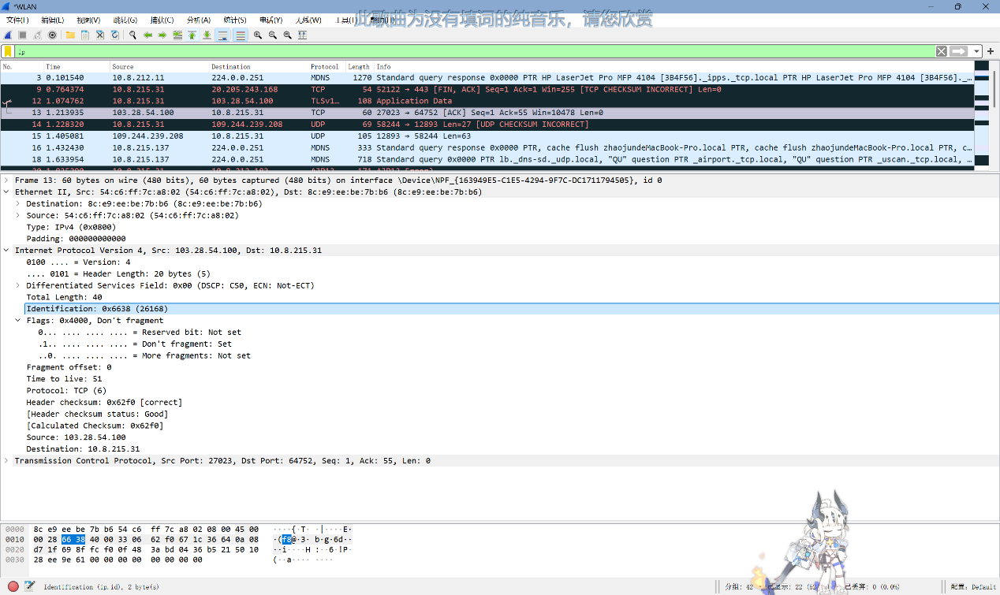 *WLAN
文件(F) 编辑(E) 视图(V) 跳转(G) 捕获(C) 分析(A) 统计(S) 电话(Y) 无线(W) 工具(T)
此歌曲为没有填词的纯音乐，请您欣赏
ip
No. Time Source Destination Protocol Length Info
3 0.101540 10.8.212.11 224.0.0.251 MDNS 1270 Standard query response 0x0000 PTR HP LaserJet Pro MFP 4104 [3B4F56]._ipps._tcp.local PTR HP LaserJet Pro MFP 4104 [3B4F56]._…
9 0.764374 10.8.215.31 20.205.243.168 TCP 54 52122 → 443 [FIN, ACK] Seq=1 Ack=1 Win=255 [TCP CHECKSUM INCORRECT] Len=0
12 1.074762 10.8.215.31 103.28.54.100 TLSv1… 108 Application Data
13 1.213935 103.28.54.100 10.8.215.31 TCP 60 27023 → 64752 [ACK] Seq=1 Ack=55 Win=10478 Len=0
14 1.228320 10.8.215.31 109.244.239.208 UDP 69 58244 → 12893 Len=27 [UDP CHECKSUM INCORRECT]
15 1.405081 109.244.239.208 10.8.215.31 UDP 105 12893 → 58244 Len=63
16 1.432430 10.8.215.137 224.0.0.251 MDNS 333 Standard query response 0x0000 PTR, cache flush zhaojundeMacBook-Pro.local PTR, cache flush zhaojundeMacBook-Pro.local PTR, c…
18 1.633954 10.8.215.137 224.0.0.251 MDNS 718 Standard query 0x0000 PTR lb._dns-sd._udp.local, "QU" question PTR _airport._tcp.local, "QU" question PTR _uscan._tcp.local, …
Frame 13: 60 bytes on wire (480 bits), 60 bytes captured (480 bits) on interface \Device\NPF_{163949E5-C1E5-4294-9F7C-DC1711794505}, id 0
Ethernet II, Src: 54:c6:ff:7c:a8:02 (54:c6:ff:7c:a8:02), Dst: 8c:e9:ee:be:7b:b6 (8c:e9:ee:be:7b:b6)
Destination: 8c:e9:ee:be:7b:b6 (8c:e9:ee:be:7b:b6)
Source: 54:c6:ff:7c:a8:02 (54:c6:ff:7c:a8:02)
Type: IPv4 (0x0800)
Padding: 000000000000
Internet Protocol Version 4, Src: 103.28.54.100, Dst: 10.8.215.31
0100 .... = Version: 4
.... 0101 = Header Length: 20 bytes (5)
Differentiated Services Field: 0x00 (DSCP: CS0, ECN: Not-ECT)
Total Length: 40
Identification: 0x6638 (26168)
Flags: 0x4000, Don't fragment
0... .... .... .... = Reserved bit: Not set
.1.. .... .... .... = Don't fragment: Set
..0. .... .... .... = More fragments: Not set
Fragment offset: 0
Time to live: 51
Protocol: TCP (6)
Header checksum: 0x62f0 [correct]
[Header checksum status: Good]
[Calculated Checksum: 0x62f0]
Source: 103.28.54.100
Destination: 10.8.215.31
Transmission Control Protocol, Src Port: 27023, Dst Port: 64752, Seq: 1, Ack: 55, Len: 0
0000 8c e9 ee be 7b b6 54 c6 ff 7c a8 02 08 00 45 00 ····{·T· ·|····E·
0010 00 28 66 38 40 00 33 06 62 f0 67 1c 36 64 0a 08 ·(f8@·3· b·g·6d··
0020 d7 1f 69 8f fc f0 0f 48 3a bd 04 36 b5 21 50 10 ··i····H :··6·!P·
0030 28 ee 9e 61 00 00 00 00 00 00 00 00 (··a···· ····
Identification (ip.id), 2 byte(s)
分组: 42 · 已显示: 22 已丢弃: 0 (0.0%)
配置: Default